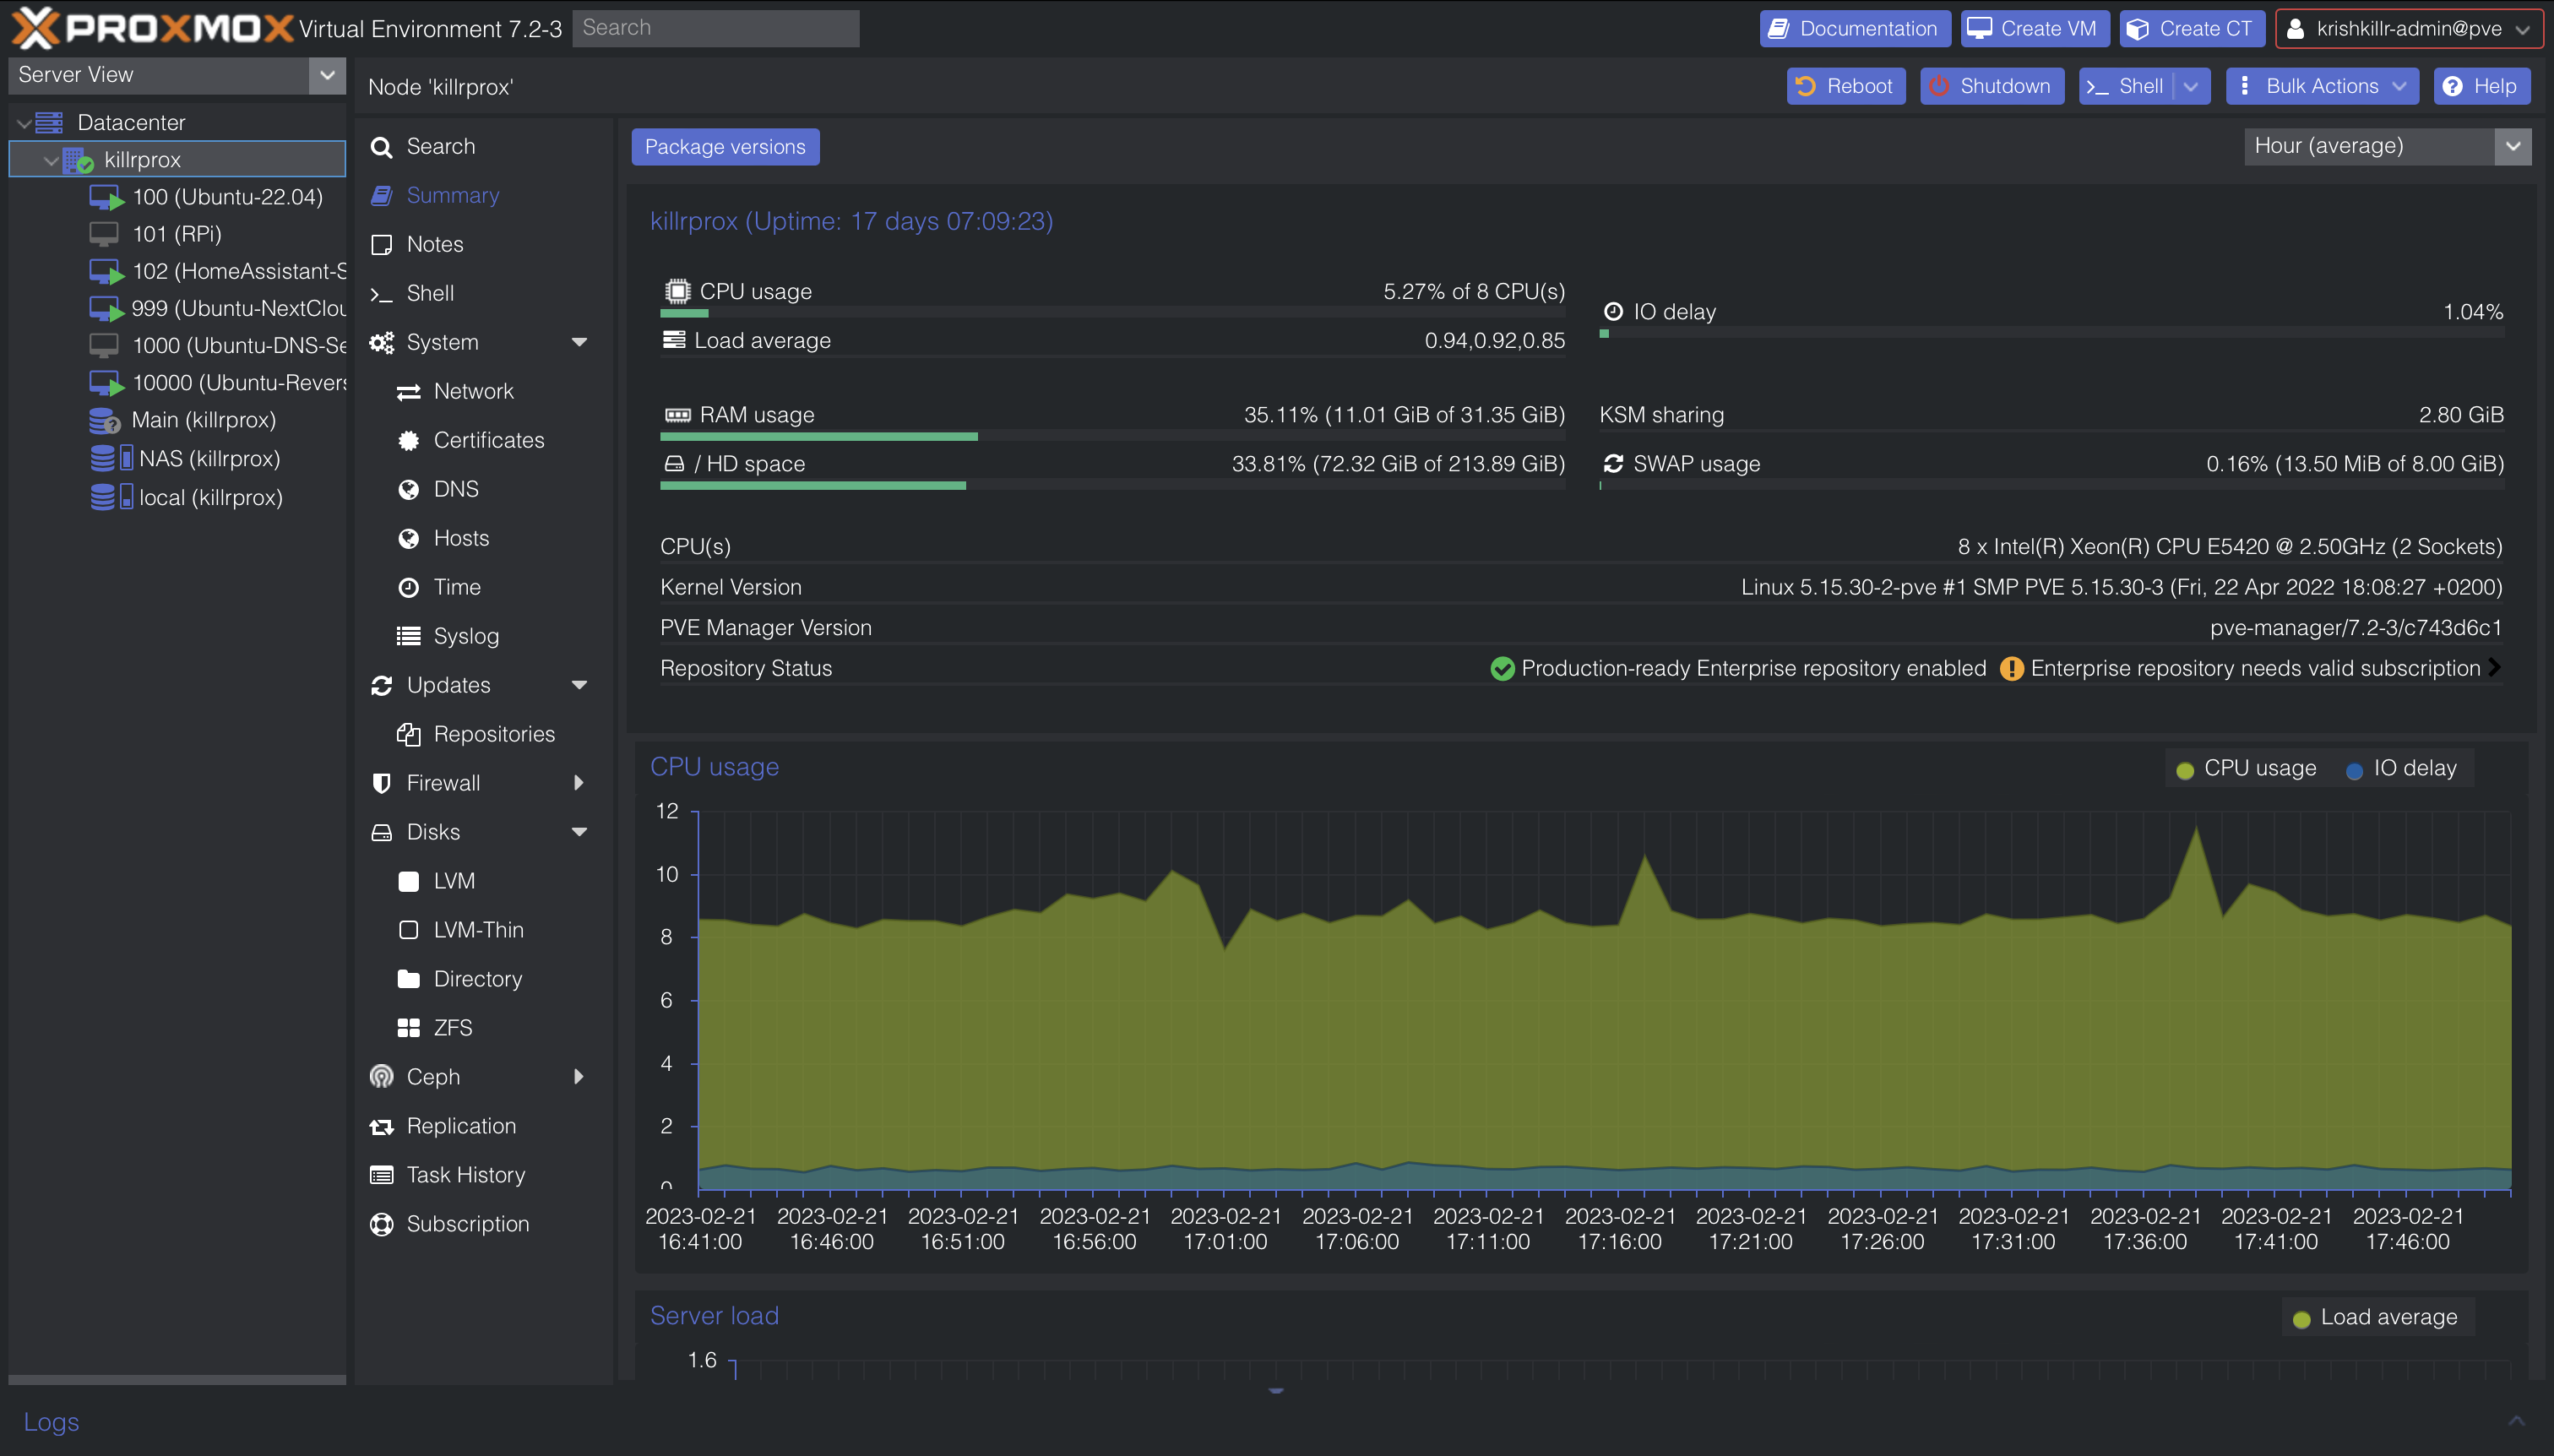 PROXMOX Virtual Environment 7.2-3
Search
Documentation
Create VM
Create CT
krishkillr-admin@pve
Server View
Node 'killrprox'
Reboot
Shutdown
Shell
Bulk Actions
Help
Datacenter
killrprox
100 (Ubuntu-22.04)
101 (RPi)
102 (HomeAssistant-S
999 (Ubuntu-NextClou
1000 (Ubuntu-DNS-Se
10000 (Ubuntu-Revers
Main (killrprox)
NAS (killrprox)
local (killrprox)
Search
Summary
Notes
Shell
System
Network
Certificates
DNS
Hosts
Time
Syslog
Updates
Repositories
Firewall
Disks
LVM
LVM-Thin
Directory
ZFS
Ceph
Replication
Task History
Subscription
Package versions
Hour (average)
killrprox (Uptime: 17 days 07:09:23)
CPU usage 5.27% of 8 CPU(s)
IO delay 1.04%
Load average 0.94,0.92,0.85
RAM usage 35.11% (11.01 GiB of 31.35 GiB)
KSM sharing 2.80 GiB
/ HD space 33.81% (72.32 GiB of 213.89 GiB)
SWAP usage 0.16% (13.50 MiB of 8.00 GiB)
CPU(s) 8 x Intel(R) Xeon(R) CPU E5420 @ 2.50GHz (2 Sockets)
Kernel Version Linux 5.15.30-2-pve #1 SMP PVE 5.15.30-3 (Fri, 22 Apr 2022 18:08:27 +0200)
PVE Manager Version pve-manager/7.2-3/c743d6c1
Repository Status Production-ready Enterprise repository enabled Enterprise repository needs valid subscription
CPU usage
CPU usage IO delay
12
10
8
6
4
2
0
2023-02-21 2023-02-21 2023-02-21 2023-02-21 2023-02-21 2023-02-21 2023-02-21 2023-02-21 2023-02-21 2023-02-21 2023-02-21 2023-02-21 2023-02-21 2023-02-21
16:41:00 16:46:00 16:51:00 16:56:00 17:01:00 17:06:00 17:11:00 17:16:00 17:21:00 17:26:00 17:31:00 17:36:00 17:41:00 17:46:00
Server load
Load average
1.6
Logs